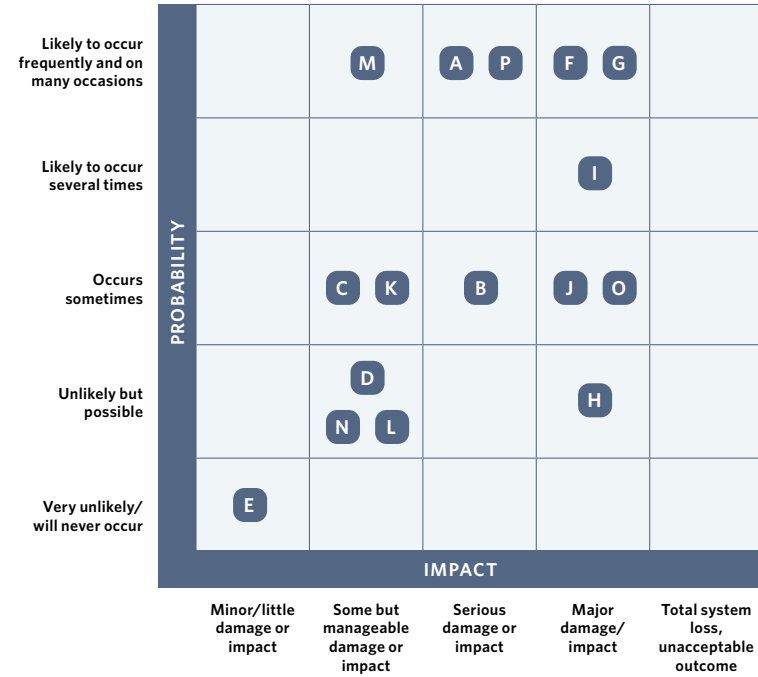 Likely to occur
frequently and on
many occasions
M
A P
F G
Likely to occur
several times
I
PROBABILITY
Occurs
sometimes
C K
B
J O
Unlikely but
possible
D
N L
H
Very unlikely/
will never occur
E
IMPACT
Minor/little
damage or
impact
Some but
manageable
damage or
impact
Serious
damage or
impact
Major
damage/
impact
Total system
loss,
unacceptable
outcome